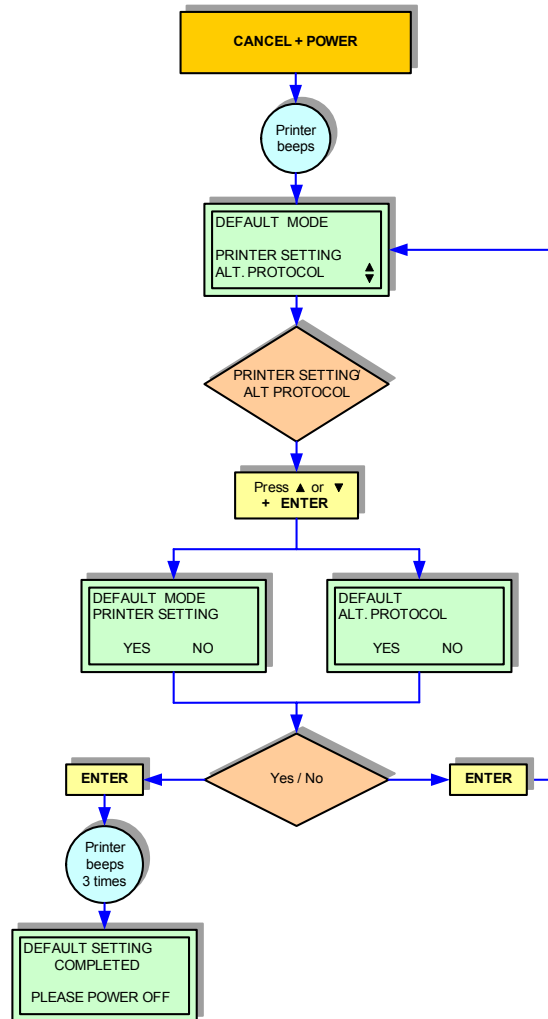 CANCEL + POWER
Printer
beeps
DEFAULT MODE
PRINTER SETTING
ALT. PROTOCOL ▲
▼
PRINTER SETTING/
ALT PROTOCOL
Press ▲ or ▼
+ ENTER
DEFAULT MODE
PRINTER SETTING
YES NO
DEFAULT
ALT. PROTOCOL
YES NO
Yes / No
ENTER
ENTER
Printer
beeps
3 times
DEFAULT SETTING
COMPLETED
PLEASE POWER OFF